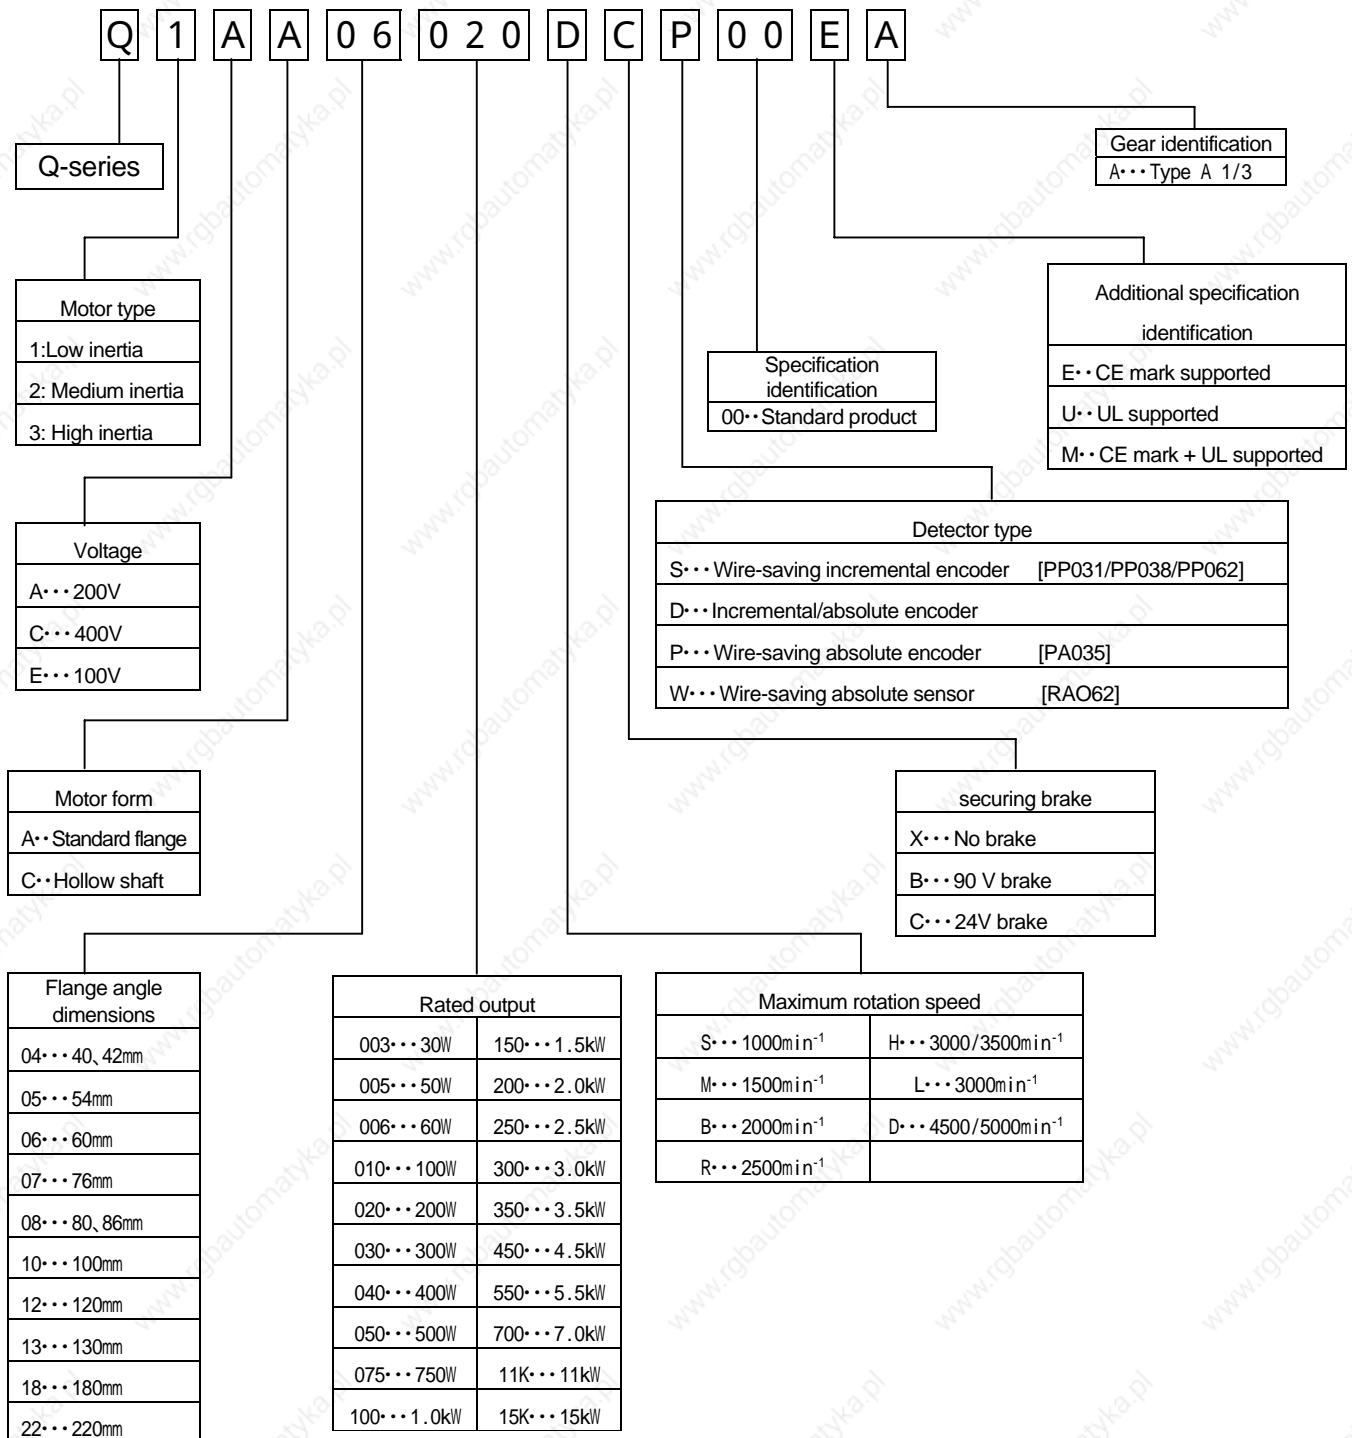 Q 1 A A 0 6 0 2 0 D C P 0 0 E A
Q-series
Gear identification
A・・・Type A 1/3
Motor type
1:Low inertia
2: Medium inertia
3: High inertia
Additional specification
identification
E・・CE mark supported
U・・UL supported
M・・CE mark + UL supported
Specification
identification
00・・Standard product
Voltage
A・・・200V
C・・・400V
E・・・100V
Detector type
S・・・Wire-saving incremental encoder [PP031/PP038/PP062]
D・・・Incremental/absolute encoder
P・・・Wire-saving absolute encoder [PA035]
W・・・Wire-saving absolute sensor [RAO62]
Motor form
A・・Standard flange
C・・Hollow shaft
securing brake
X・・・No brake
B・・・90 V brake
C・・・24V brake
Flange angle
dimensions
04・・・40、42mm
05・・・54mm
06・・・60mm
07・・・76mm
08・・・80、86mm
10・・・100mm
12・・・120mm
13・・・130mm
18・・・180mm
22・・・220mm
Rated output
003・・・30W 150・・・1.5kW
005・・・50W 200・・・2.0kW
006・・・60W 250・・・2.5kW
010・・・100W 300・・・3.0kW
020・・・200W 350・・・3.5kW
030・・・300W 450・・・4.5kW
040・・・400W 550・・・5.5kW
050・・・500W 700・・・7.0kW
075・・・750W 11K・・・11kW
100・・・1.0kW 15K・・・15kW
Maximum rotation speed
S・・・1000min⁻¹ H・・・3000/3500min⁻¹
M・・・1500min⁻¹ L・・・3000min⁻¹
B・・・2000min⁻¹ D・・・4500/5000min⁻¹
R・・・2500min⁻¹
www.rgbautomatyka.pl